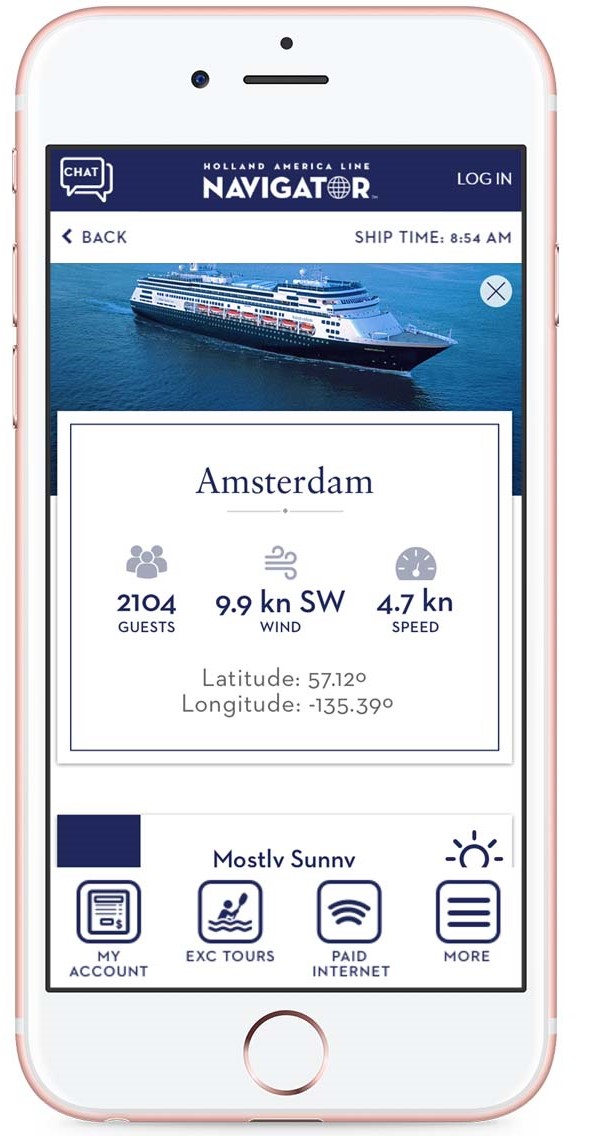 CHAT
HOLLAND AMERICA LINE
NAVIGATOR
LOG IN
BACK
SHIP TIME: 8:54 AM
Amsterdam
2104
GUESTS
9.9 kn SW
WIND
4.7 kn
SPEED
Latitude: 57.12º
Longitude: -135.39º
Mostly Sunny
MY
ACCOUNT
EXC TOURS
PAID
INTERNET
MORE